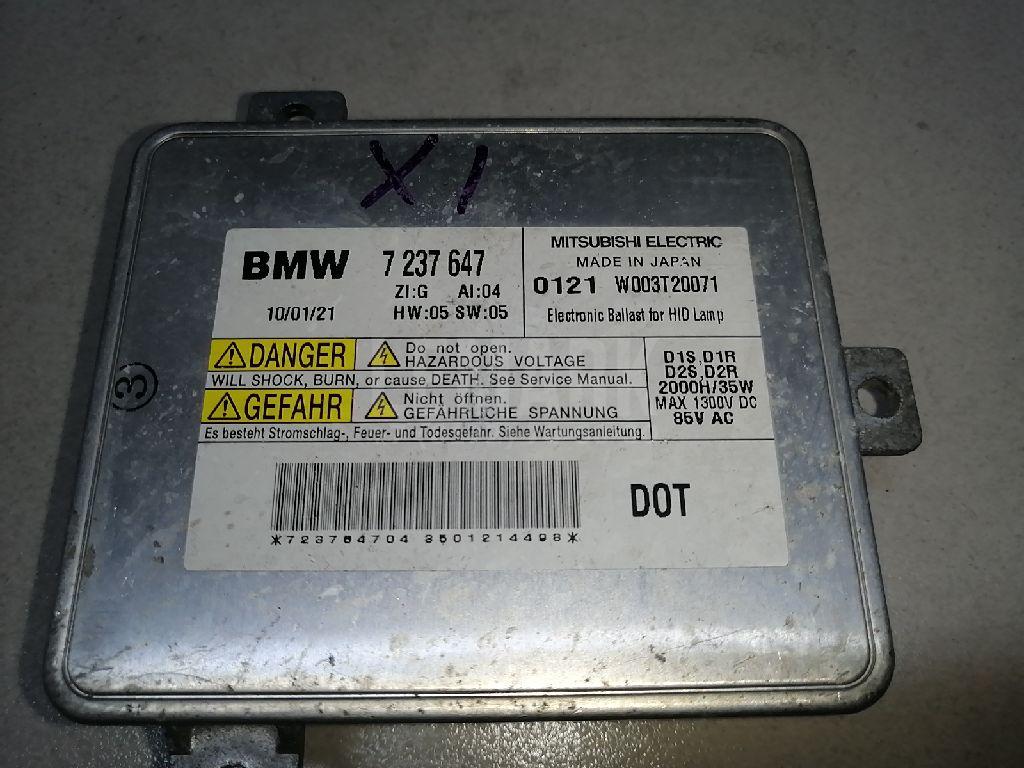 X1
BMW 7 237 647
ZI:G AI:04
10/01/21 HW:05 SW:05
MITSUBISHI ELECTRIC
MADE IN JAPAN
0121 W003T20071
Electronic Ballast for HID Lamp
DANGER Do not open.
HAZARDOUS VOLTAGE
WILL SHOCK, BURN, or cause DEATH. See Service Manual.
GEFAHR Nicht öffnen.
GEFÄHRLICHE SPANNUNG
Es besteht Stromschlag-, Feuer- und Todesgefahr. Siehe Wartungsanleitung.
D1S,D1R
D2S,D2R
2000H/35W
MAX 1300V DC
85V AC
3
DOT
*723764704 3501214498*